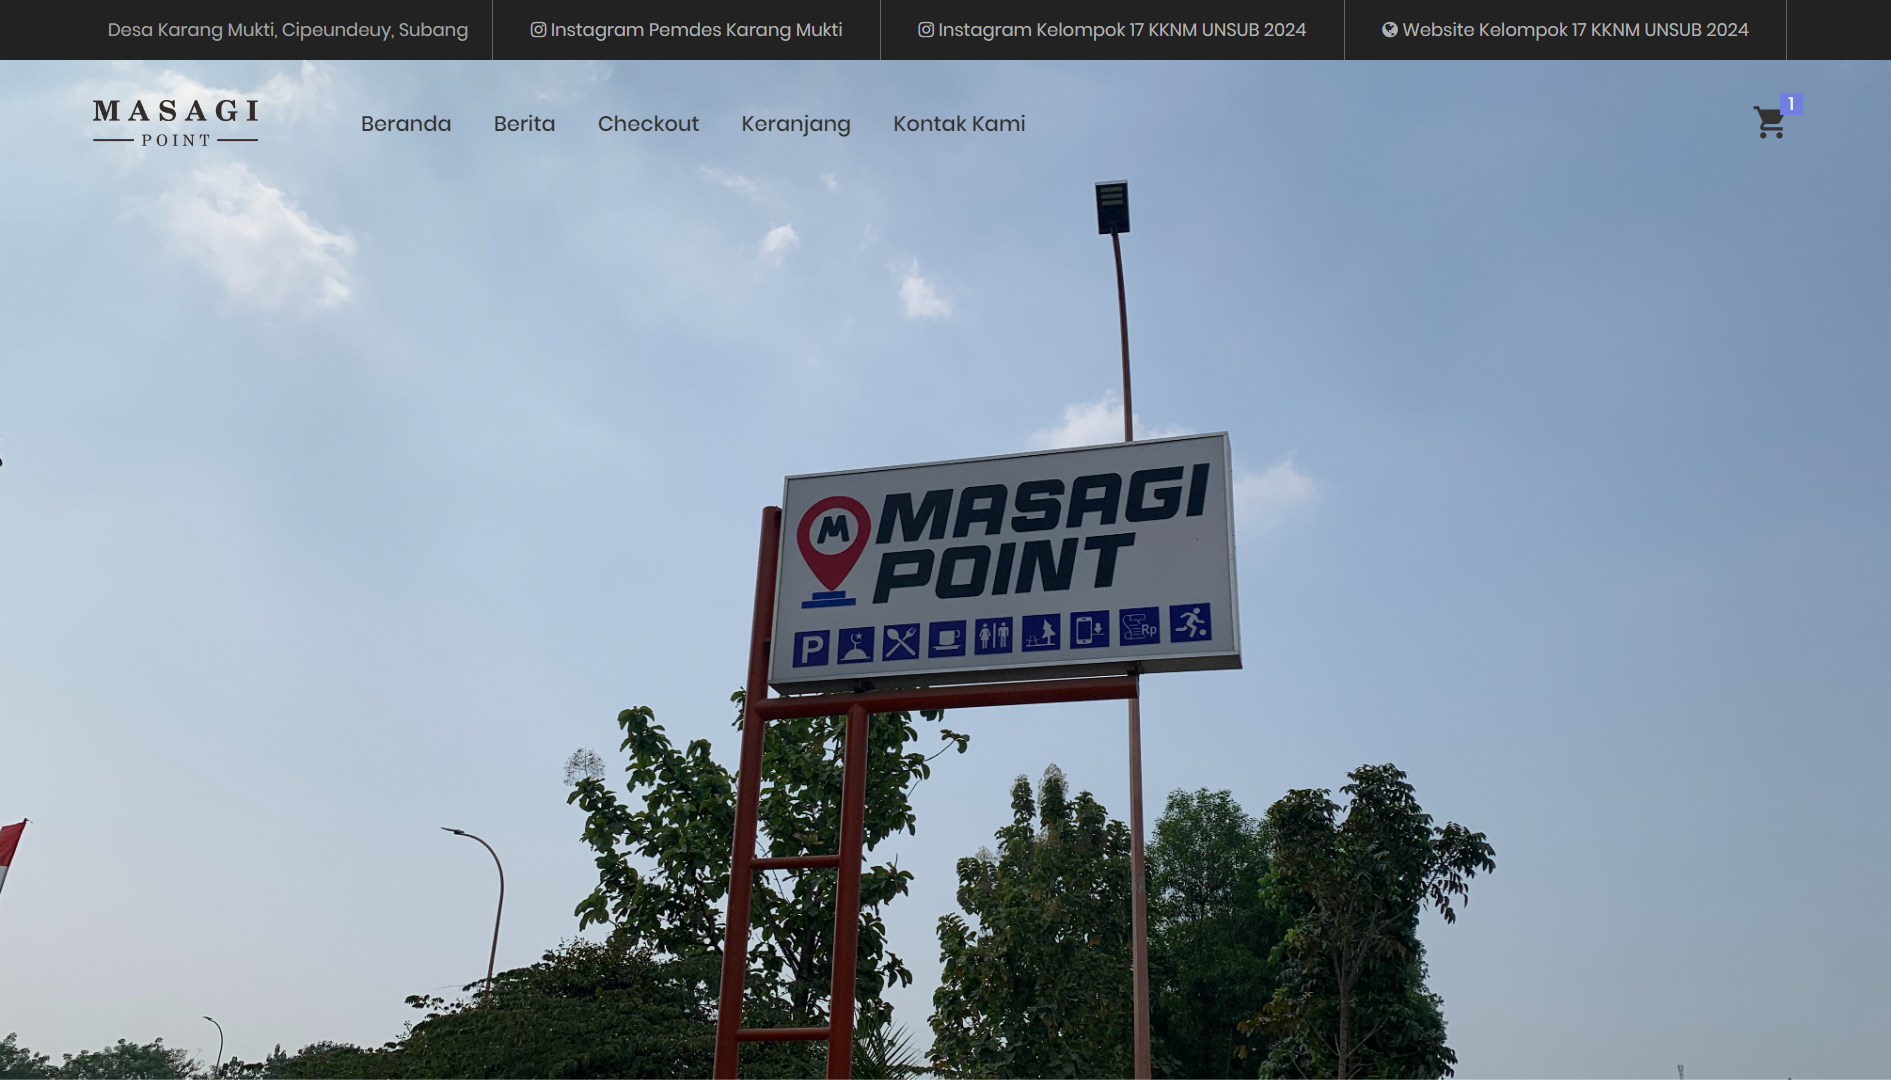 Desa Karang Mukti, Cipeundeuy, Subang
Instagram Pemdes Karang Mukti
Instagram Kelompok 17 KKNM UNSUB 2024
Website Kelompok 17 KKNM UNSUB 2024
MASAGI
POINT
Beranda
Berita
Checkout
Keranjang
Kontak Kami
1
M
MASAGI
POINT
P
Rp